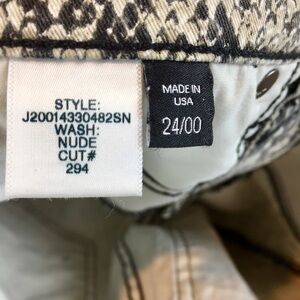 STYLE:
J20014330482SN
WASH:
NUDE
CUT#
294
MADE IN
USA
24/00